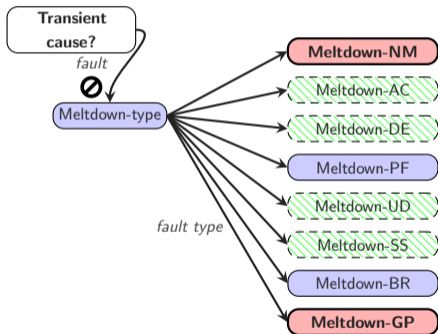 Transient
cause?
fault
Meltdown-type
fault type
Meltdown-NM
Meltdown-AC
Meltdown-DE
Meltdown-PF
Meltdown-UD
Meltdown-SS
Meltdown-BR
Meltdown-GP